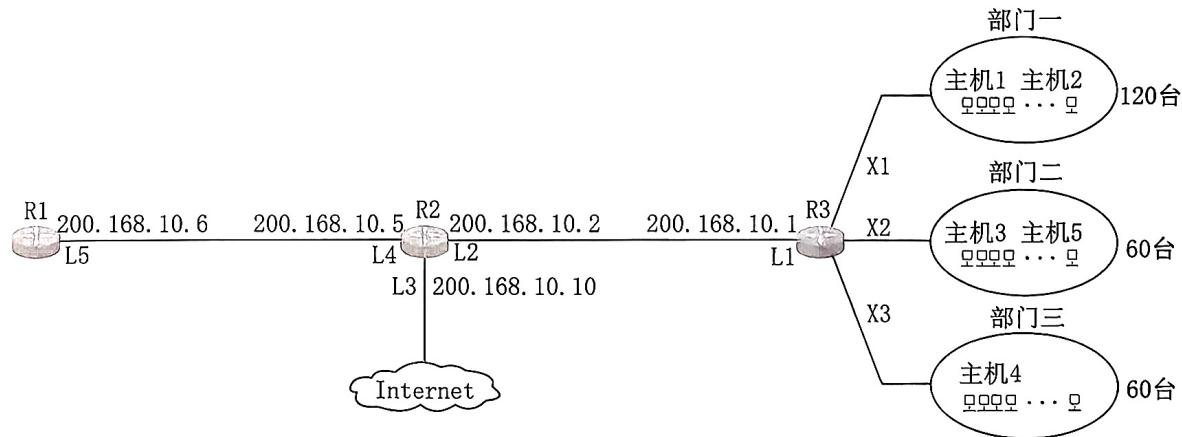 部门一
主机1 主机2
120台
X1
部门二
R1
200.168.10.6
200.168.10.5
R2
200.168.10.2
200.168.10.1
R3
X2
主机3 主机5
60台
L5
L4
L2
L1
L3
200.168.10.10
X3
部门三
Internet
主机4
60台